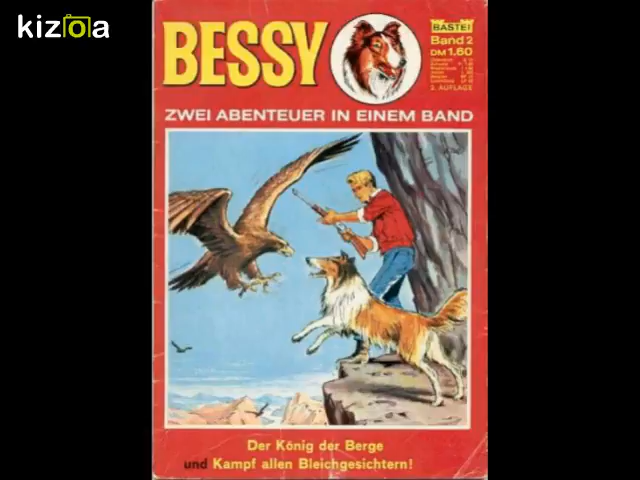 kizoa
BESSY
BASTEI
Band 2
DM 1.60
2. AUFLAGE
ZWEI ABENTEUER IN EINEM BAND
Der König der Berge
und Kampf allen Bleichgesichtern!